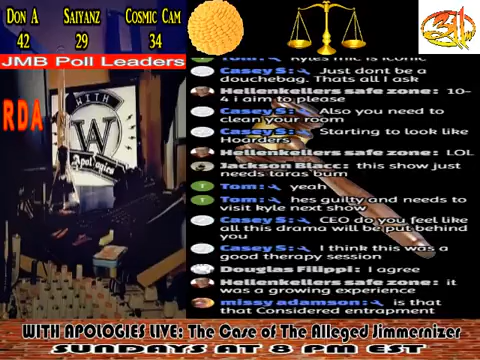 Don A Saiyanz Cosmic Cam
42 29 34
JMB Poll Leaders
RDA
WITH
W
Apologies
311
Tom: kyles mic is iconic
Casey S: Just dont be a
douchebag. Thats all I ask
Hellenkellers safe zone: 10-
4 i aim to please
Casey S: Also you need to
clean your room
Casey S: Starting to look like
Hoarders
Hellenkellers safe zone: LOL
Jackson Blacc: this show just
needs taras bum
T Tom: yeah
T Tom: hes guilty and needs to
visit kyle next show
Casey S: CEO do you feel like
all this drama will be put behind
you
Casey S: I think this was a
good therapy session
Douglas Filippi: I agree
Hellenkellers safe zone: it
was a growing experience
missy adamson: is that
that Considered entrapment
WITH APOLOGIES LIVE: The Case of The Alleged Jimmernizer
SUNDAYS AT 8 PM EST